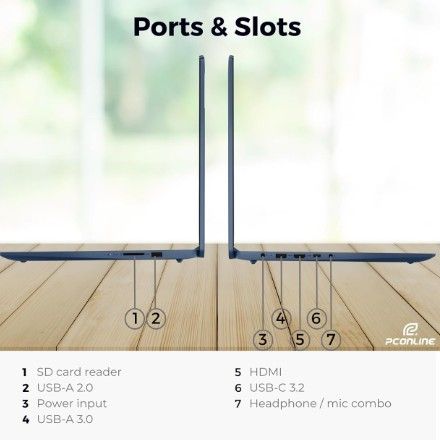 Ports & Slots
1 2
3 4 5 6 7
PCONLINE
1 SD card reader
2 USB-A 2.0
3 Power input
4 USB-A 3.0
5 HDMI
6 USB-C 3.2
7 Headphone / mic combo